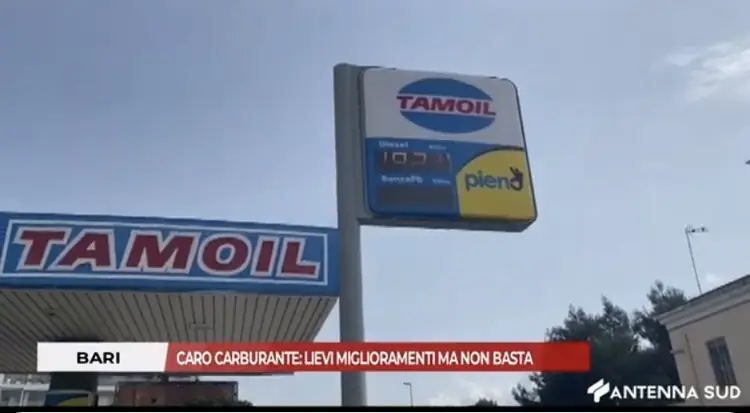 TAMOIL
Diesel
BenzaPB
pieno
TAMOIL
BARI
CARO CARBURANTE: LIEVI MIGLIORAMENTI MA NON BASTA
ANTENNA SUD